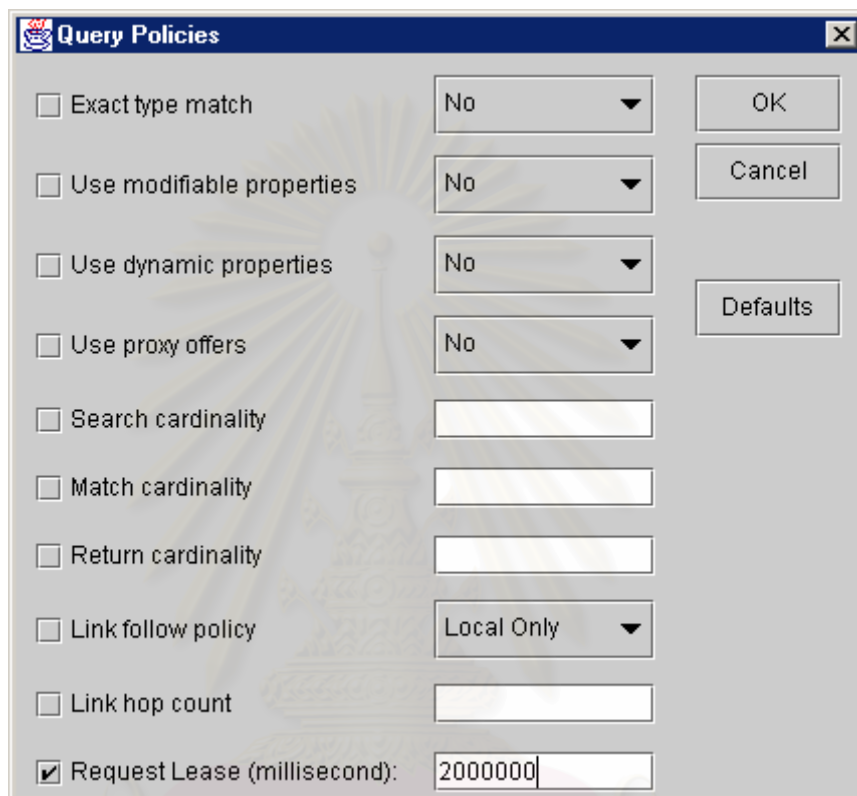 Query Policies
Exact type match No OK
Use modifiable properties No Cancel
Use dynamic properties No
Defaults
Use proxy offers No
Search cardinality
Match cardinality
Return cardinality
Link follow policy Local Only
Link hop count
Request Lease (millisecond): 2000000